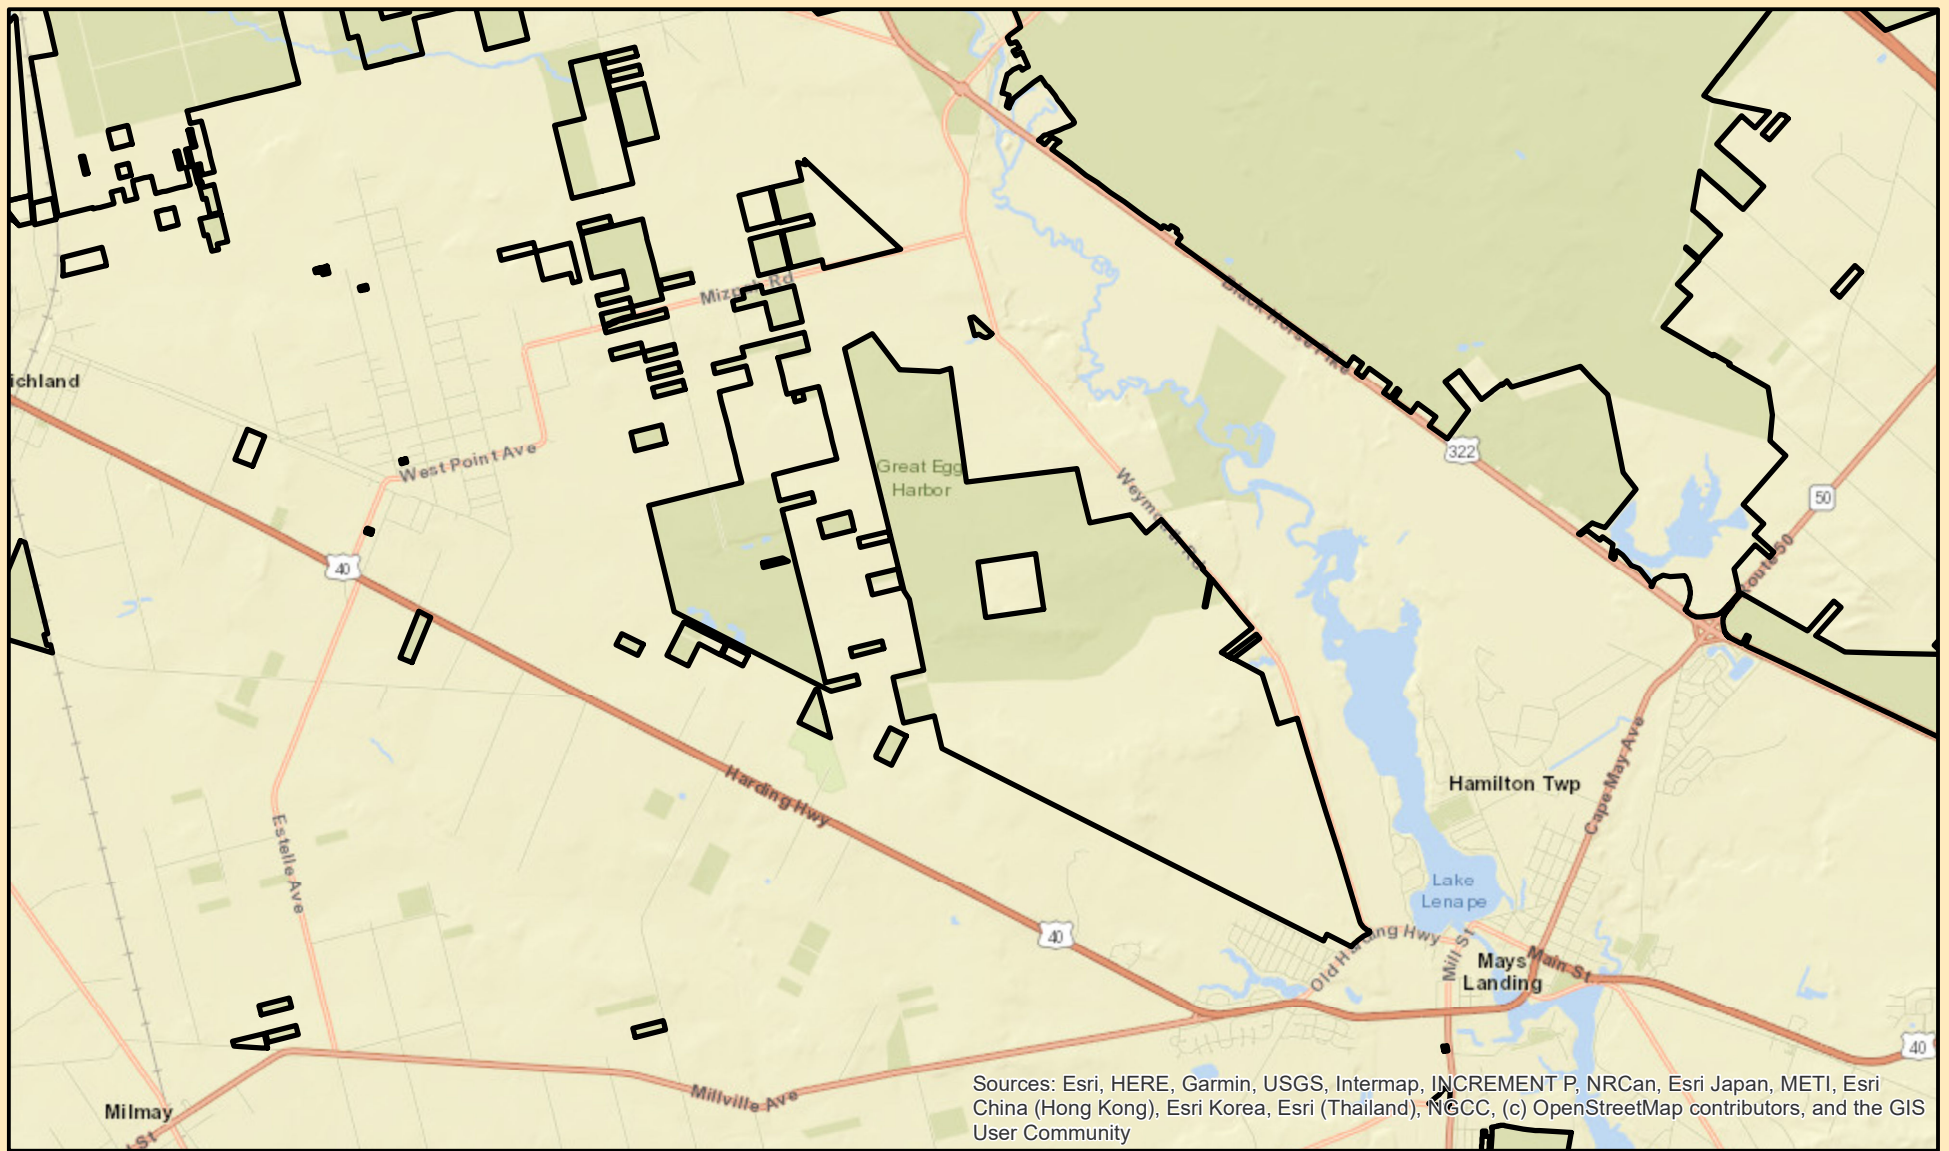 Mizpah Rd
Black Horse Pike
ichland
West Point Ave
322
Great Egg
Harbor
Weymouth Rd
50
Route 50
40
Harding Hwy
Hamilton Twp
Cape May Ave
Estelle Ave
Lake
Lenape
40
Old Harding Hwy
Mill St
Main St
Mays
Landing
40
Millville Ave
Milmay
St
Sources: Esri, HERE, Garmin, USGS, Intermap, INCREMENT P, NRCan, Esri Japan, METI, Esri
China (Hong Kong), Esri Korea, Esri (Thailand), NGCC, (c) OpenStreetMap contributors, and the GIS
User Community